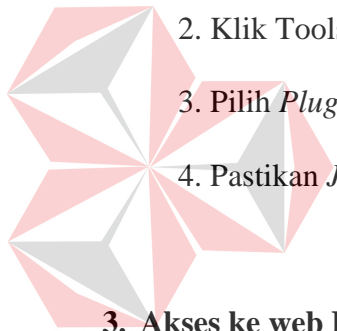 2. Klik Tools
3. Pilih Plug
4. Pastikan J
3. Akses ke web